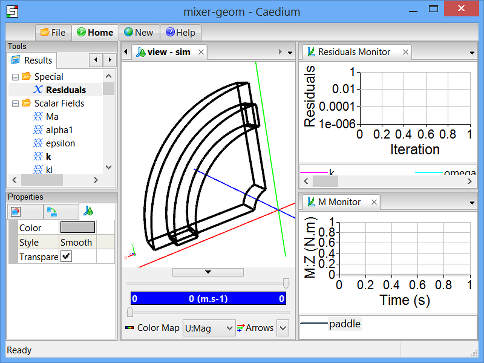 mixer-geom - Caedium
File Home New Help
Tools
Results
Special
Residuals
Scalar Fields
Ma
alpha1
epsilon
k
kl
Properties
Color
Style Smooth
Transpare
view - sim
0 0 (m.s-1) 0
Color Map U:Mag Arrows
Residuals Monitor
Residuals
1
0.01
0.0001
1e-006
0 0.2 0.4 0.6 0.8 1
Iteration
k omega
M Monitor
M:Z (N.m)
1
0.8
0.6
0.4
0.2
0
0 0.2 0.4 0.6 0.8 1
Time (s)
paddle
Ready